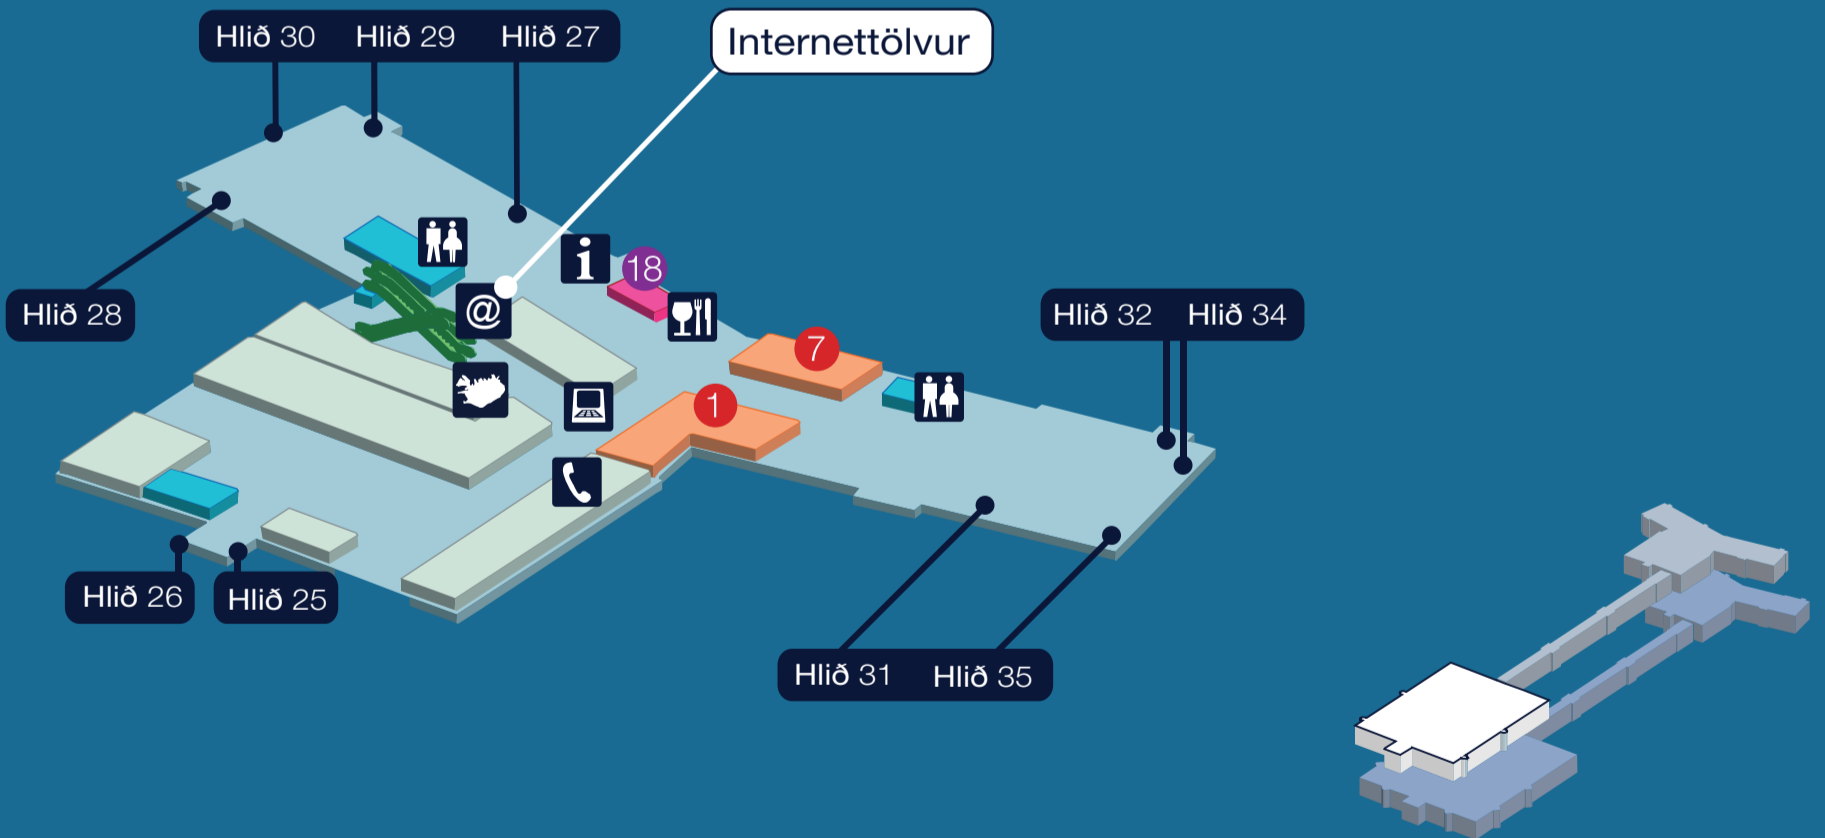 Hlið 30 Hlið 29 Hlið 27
Internettölvur
i
18
@
Hlið 28
Hlið 32 Hlið 34
7
1
Hlið 26
Hlið 25
Hlið 31 Hlið 35